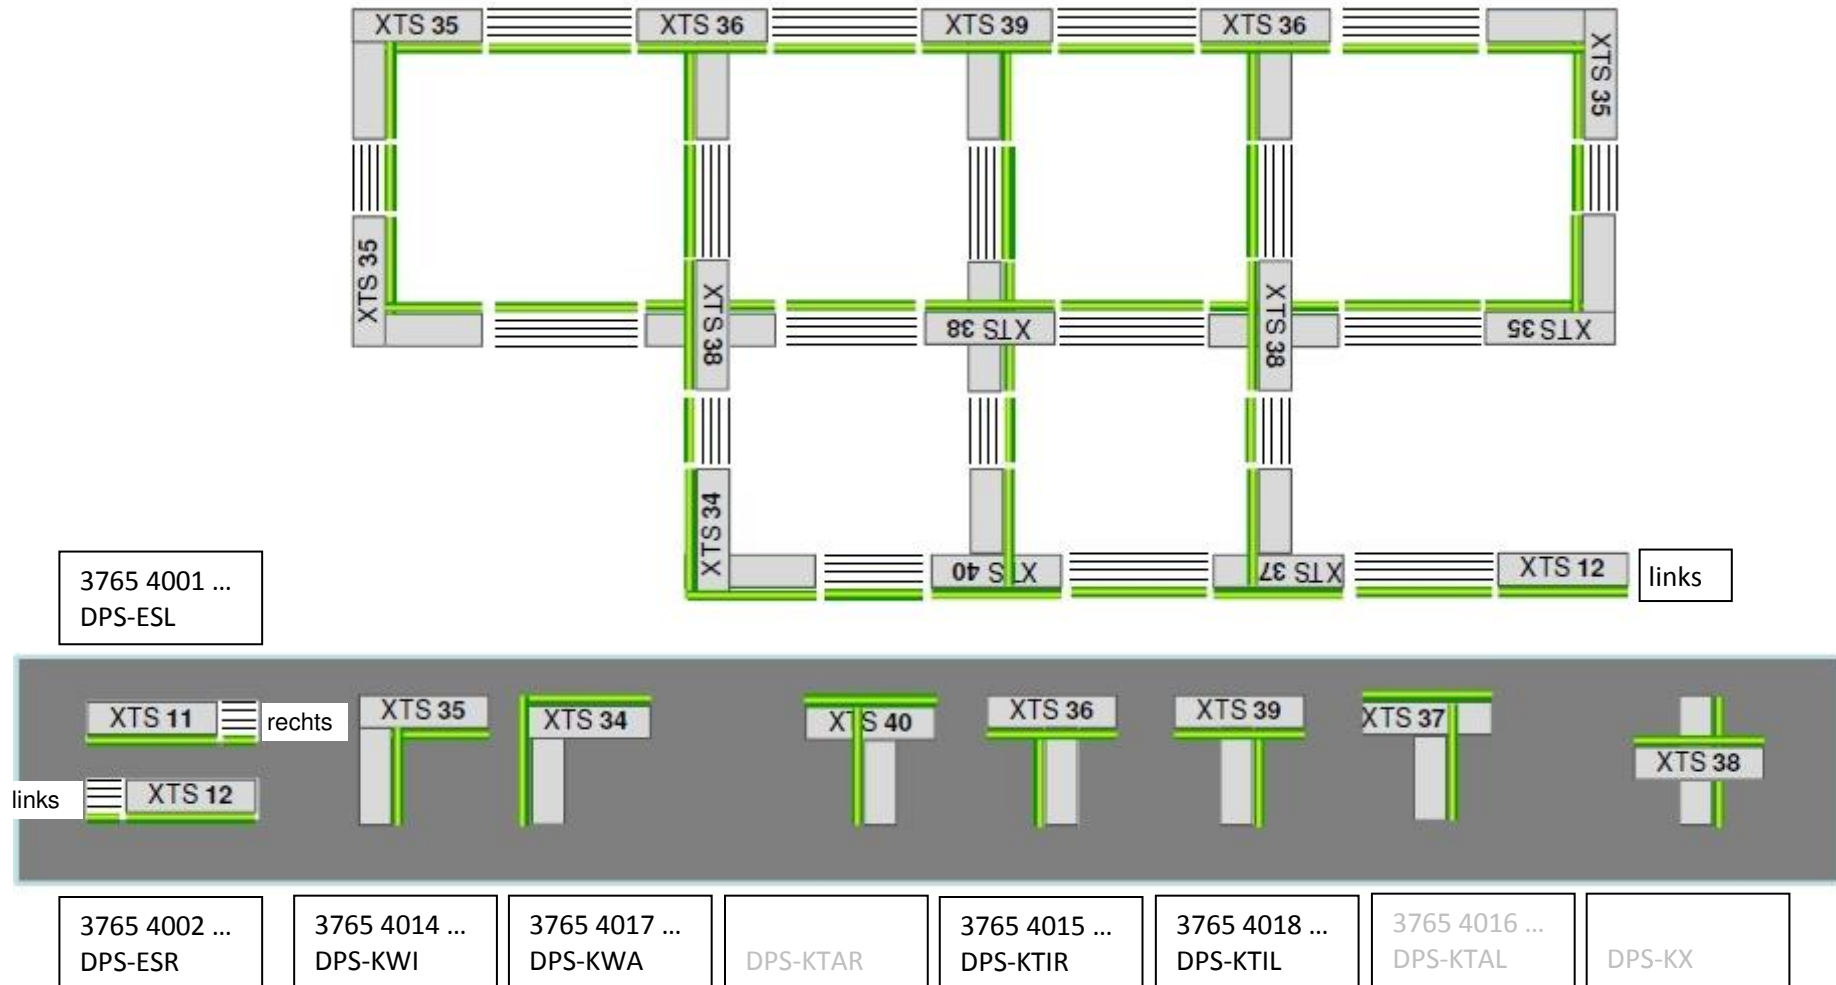 XTS 35
XTS 36
XTS 39
XTS 36
XTS 35
XTS 35
XTS 38
XTS 38
XTS 38
XTS 35
XTS 34
XTS 40
XTS 37
XTS 12
links
3765 4001 ...
DPS-ESL
XTS 11
rechts
XTS 35
XTS 34
XTS 40
XTS 36
XTS 39
XTS 37
XTS 38
links
XTS 12
3765 4002 ...
DPS-ESR
3765 4014 ...
DPS-KWI
3765 4017 ...
DPS-KWA
DPS-KTAR
3765 4015 ...
DPS-KTIR
3765 4018 ...
DPS-KTIL
3765 4016 ...
DPS-KTAL
DPS-KX